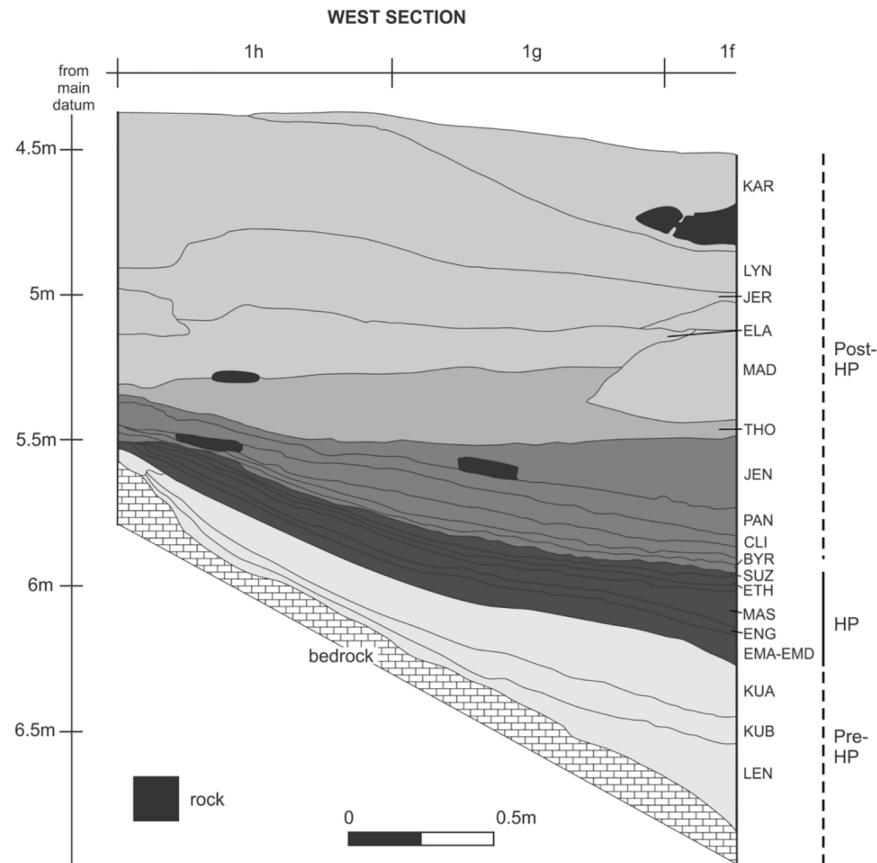 WEST SECTION
1h 1g 1f
from
main
datum
4.5m
5m
5.5m
6m
6.5m
KAR
LYN
JER
ELA
MAD
THO
JEN
PAN
CLI
BYR
SUZ
ETH
MAS
ENG
EMA-EMD
KUA
KUB
LEN
Post-
HP
HP
Pre-
HP
bedrock
rock
0 0.5m